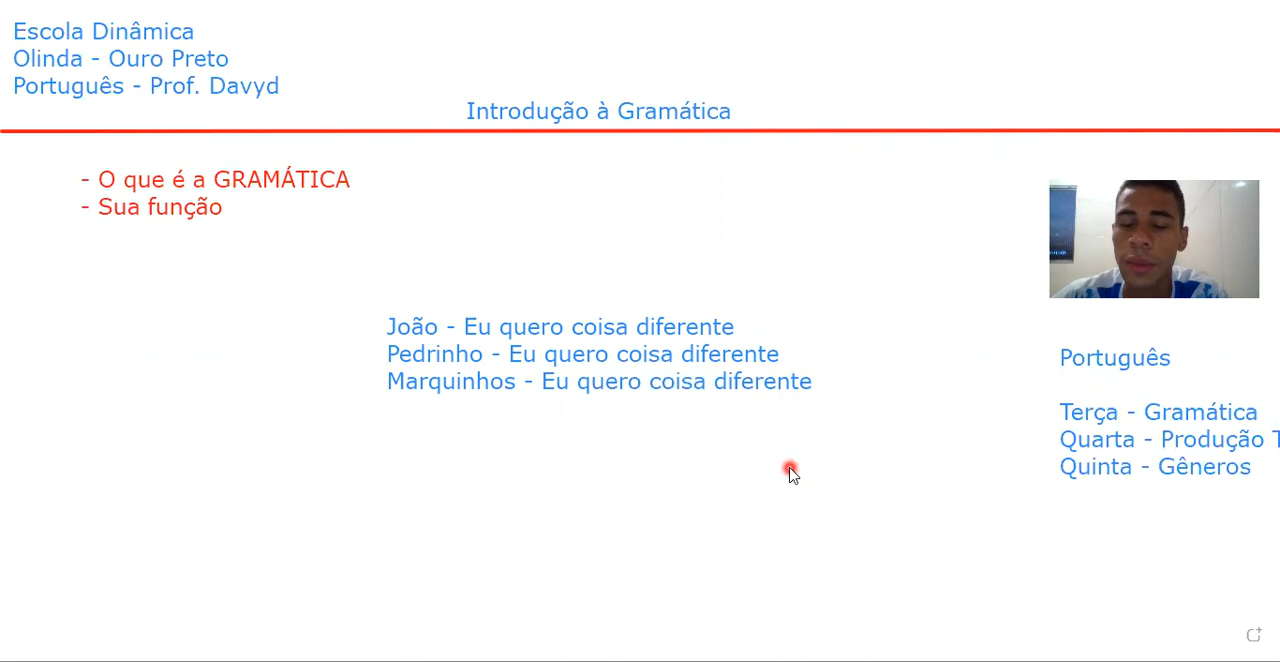 Escola Dinâmica
Olinda - Ouro Preto
Português - Prof. Davyd
Introdução à Gramática
- O que é a GRAMÁTICA
- Sua função
João - Eu quero coisa diferente
Pedrinho - Eu quero coisa diferente
Marquinhos - Eu quero coisa diferente
Português
Terça - Gramática
Quarta - Produção
Quinta - Gêneros